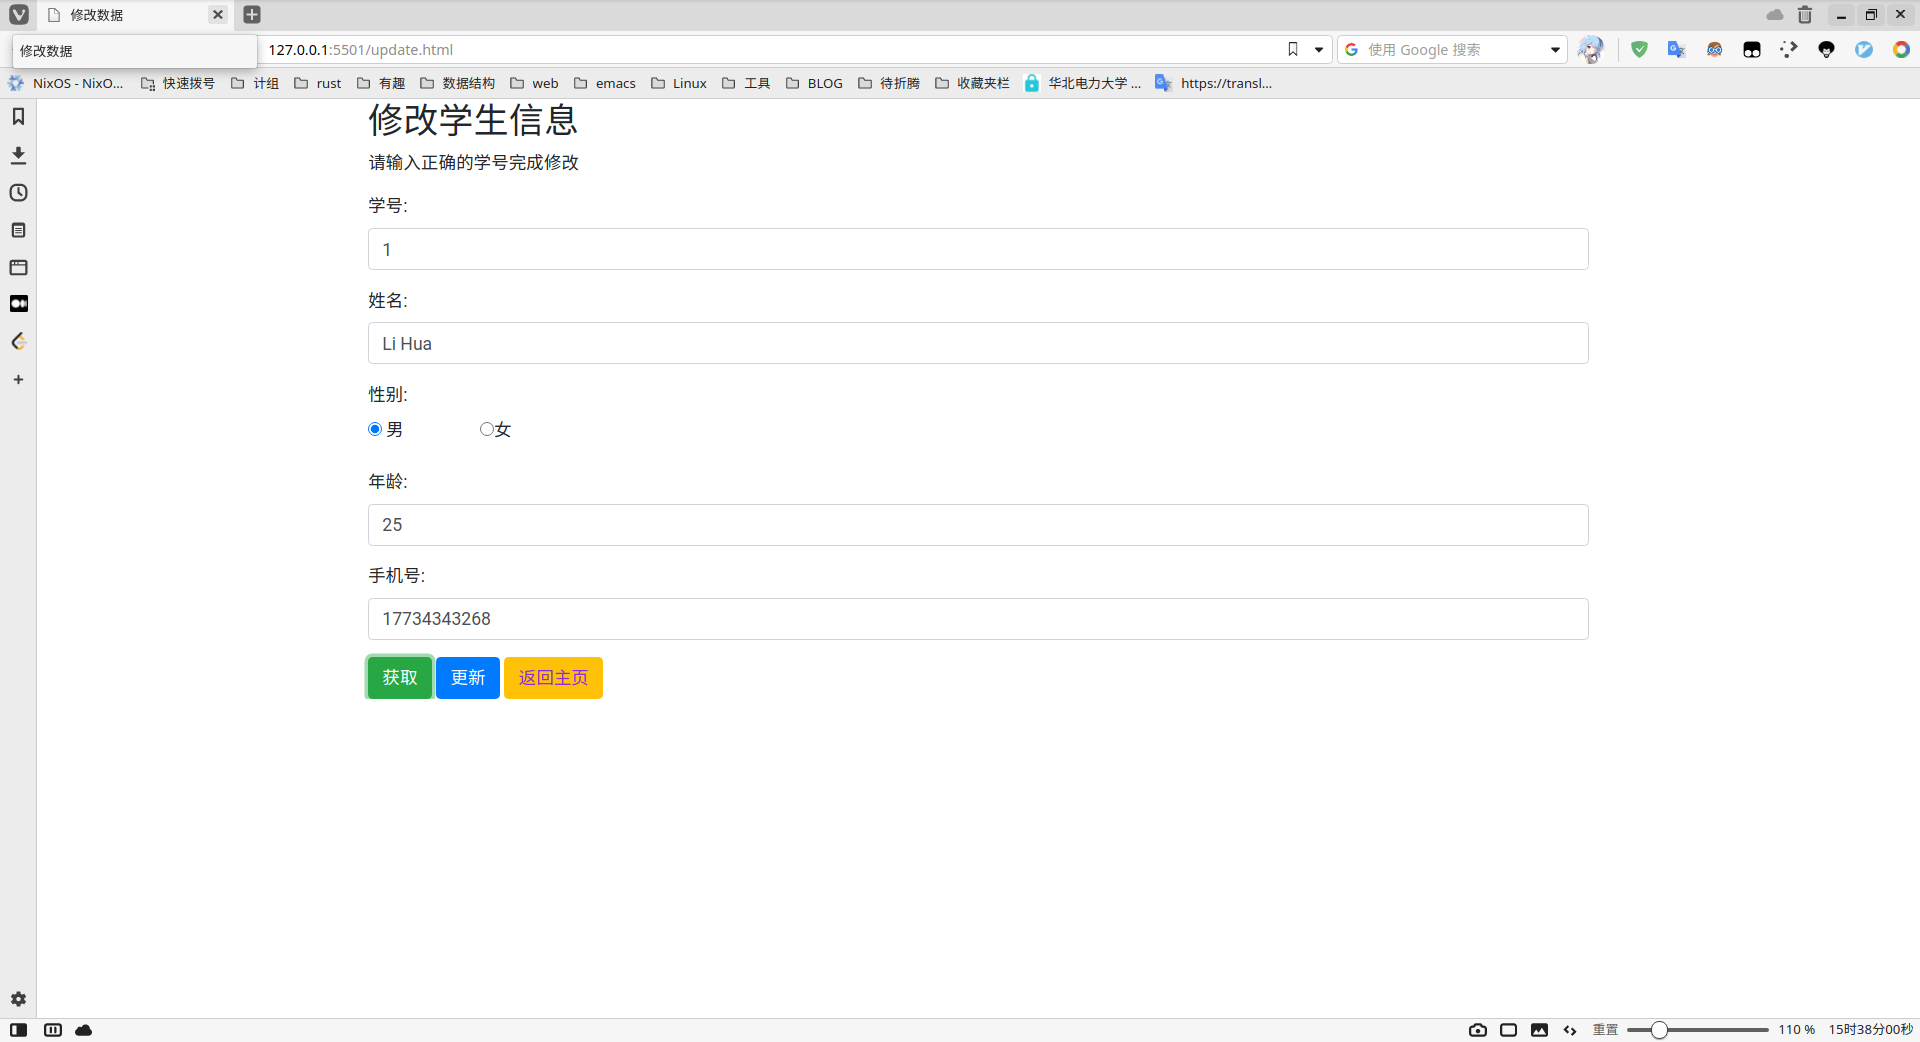 修改数据
修改数据
127.0.0.1:5501/update.html
使用 Google 搜索
NixOS - NixO...
快速拨号
计组
rust
有趣
数据结构
web
emacs
Linux
工具
BLOG
待折腾
收藏夹栏
华北电力大学 ...
https://transl...
修改学生信息
请输入正确的学号完成修改
学号:
1
姓名:
Li Hua
性别:
男 女
年龄:
25
手机号:
17734343268
获取 更新 返回主页
重置 110 % 15时38分00秒